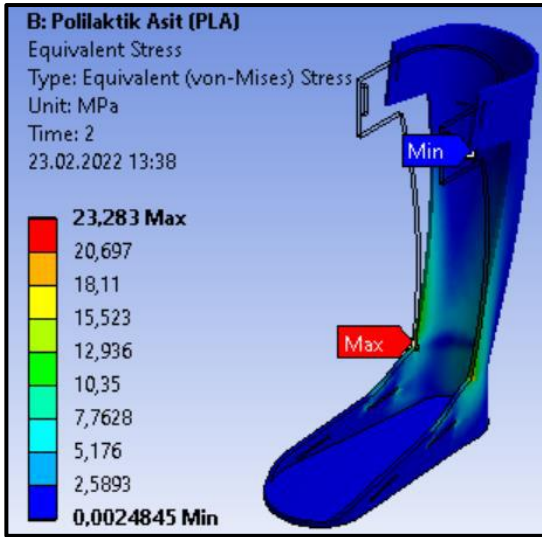 B: Polilaktik Asit (PLA)
Equivalent Stress
Type: Equivalent (von-Mises) Stress
Unit: MPa
Time: 2
23.02.2022 13:38
23,283 Max
20,697
18,11
15,523
12,936
10,35
7,7628
5,176
2,5893
0,0024845 Min
Min
Max